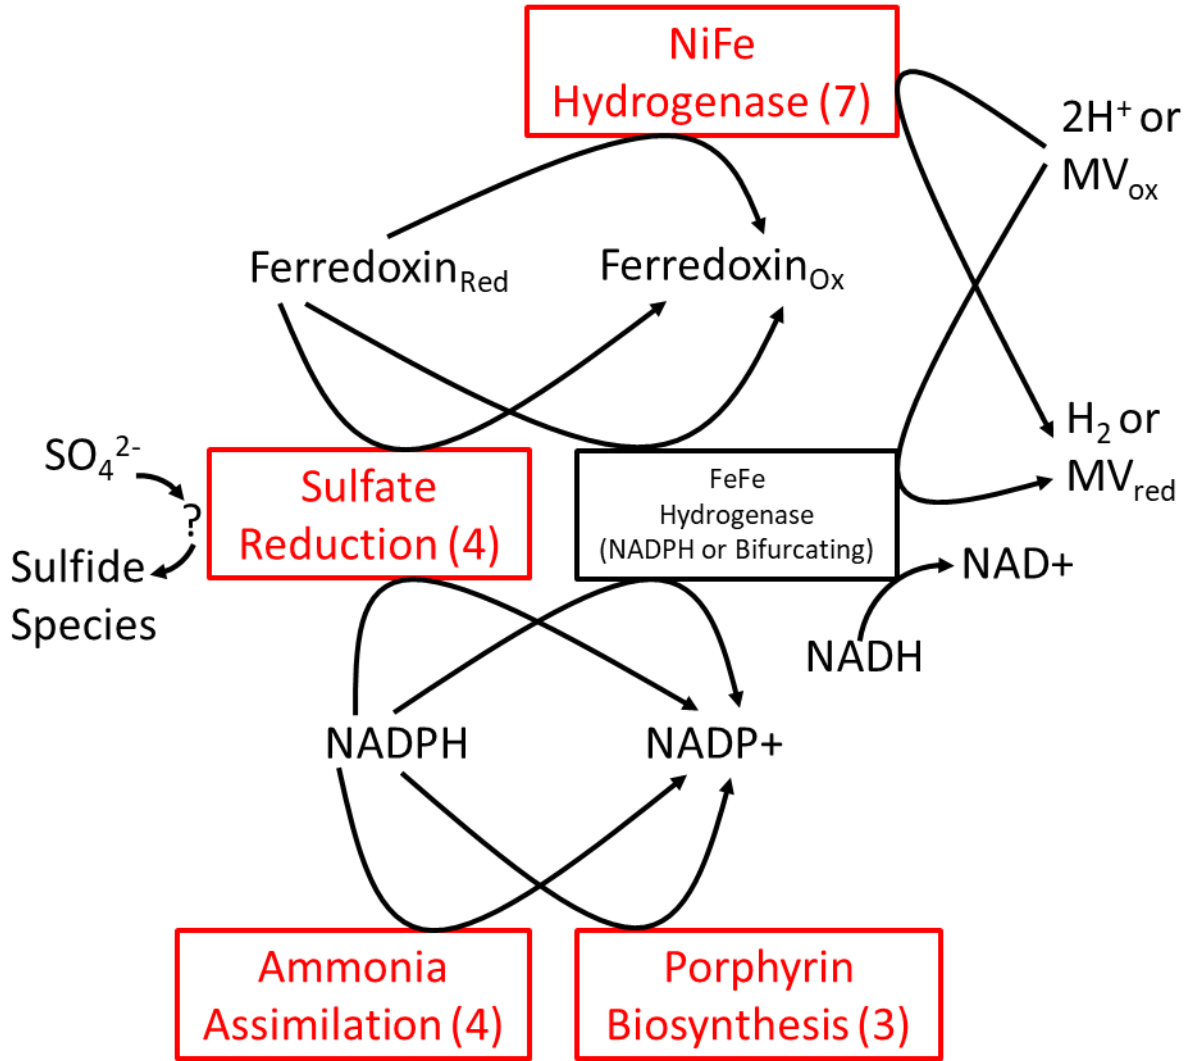 NiFe
Hydrogenase (7)
2H⁺ or
MVox
Ferredoxin Red
Ferredoxin Ox
H₂ or
MVred
SO₄²⁻
?
Sulfide
Species
Sulfate
Reduction (4)
FeFe
Hydrogenase
(NADPH or Bifurcating)
NAD+
NADH
NADPH
NADP+
Ammonia
Assimilation (4)
Porphyrin
Biosynthesis (3)